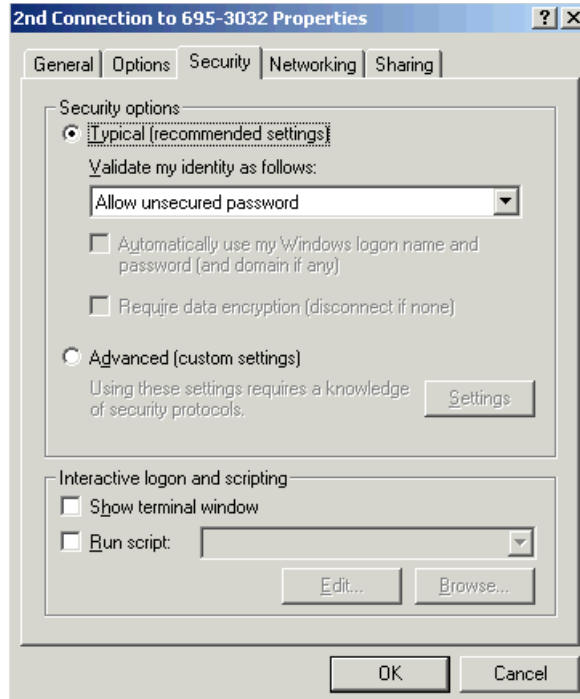 2nd Connection to 695-3032 Properties
General Options Security Networking Sharing
Security options
Typical (recommended settings)
Validate my identity as follows:
Allow unsecured password
Automatically use my Windows logon name and
password (and domain if any)
Require data encryption (disconnect if none)
Advanced (custom settings)
Using these settings requires a knowledge
of security protocols.
Settings
Interactive logon and scripting
Show terminal window
Run script:
Edit... Browse...
OK Cancel